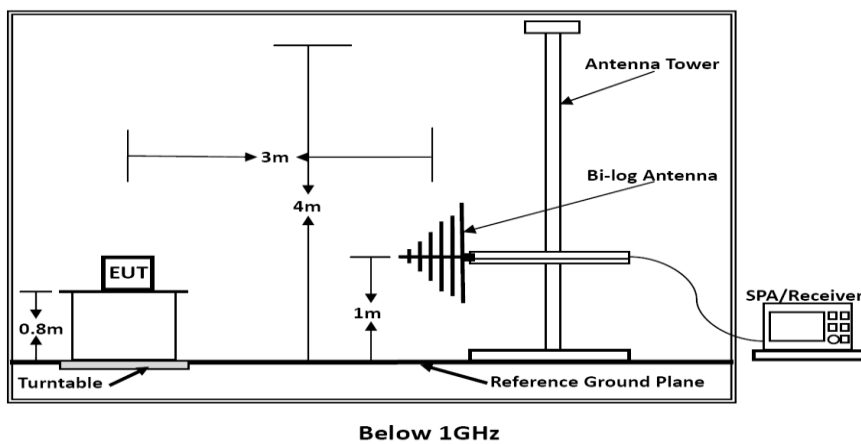 Antenna Tower
3m
Bi-log Antenna
4m
EUT
SPA/Receiver
0.8m
1m
Turntable
Reference Ground Plane
Below 1GHz